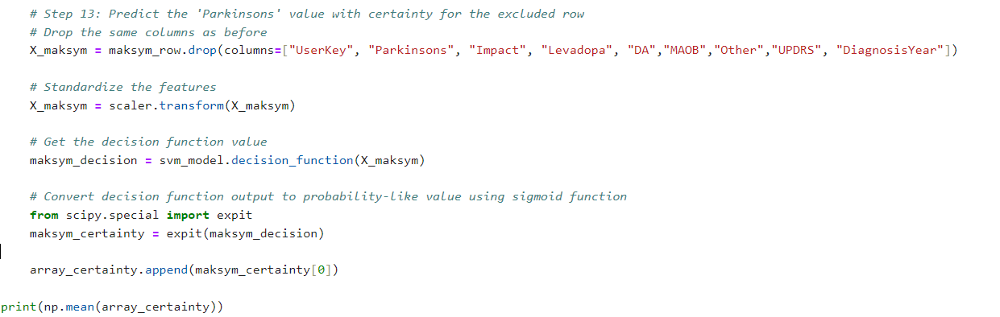 # Step 13: Predict the 'Parkinsons' value with certainty for the excluded row
# Drop the same columns as before
X_maksym = maksym_row.drop(columns=["UserKey", "Parkinsons", "Impact", "Levadopa", "DA","MAOB","Other","UPDRS", "DiagnosisYear"])
# Standardize the features
X_maksym = scaler.transform(X_maksym)
# Get the decision function value
maksym_decision = svm_model.decision_function(X_maksym)
# Convert decision function output to probability-like value using sigmoid function
from scipy.special import expit
maksym_certainty = expit(maksym_decision)
array_certainty.append(maksym_certainty[0])
print(np.mean(array_certainty))